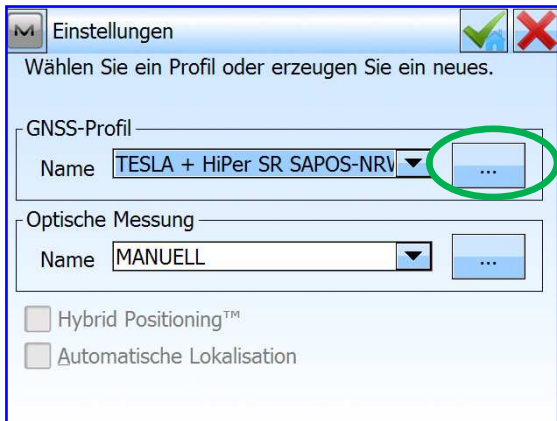 Einstellungen
Wählen Sie ein Profil oder erzeugen Sie ein neues.
GNSS-Profil
Name TESLA + HiPer SR SAPOS-NRW ...
Optische Messung
Name MANUELL ...
Hybrid Positioning™
Automatische Lokalisation